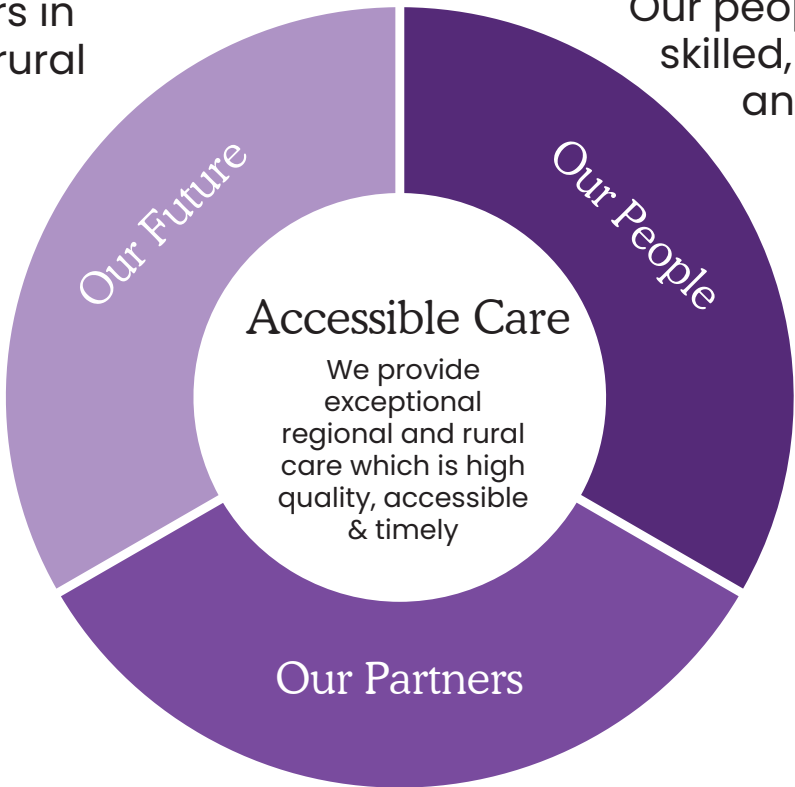 rs in
rural
Our peop
skilled,
an
Our Future
Our People
Accessible Care
We provide
exceptional
regional and rural
care which is high
quality, accessible
& timely
Our Partners